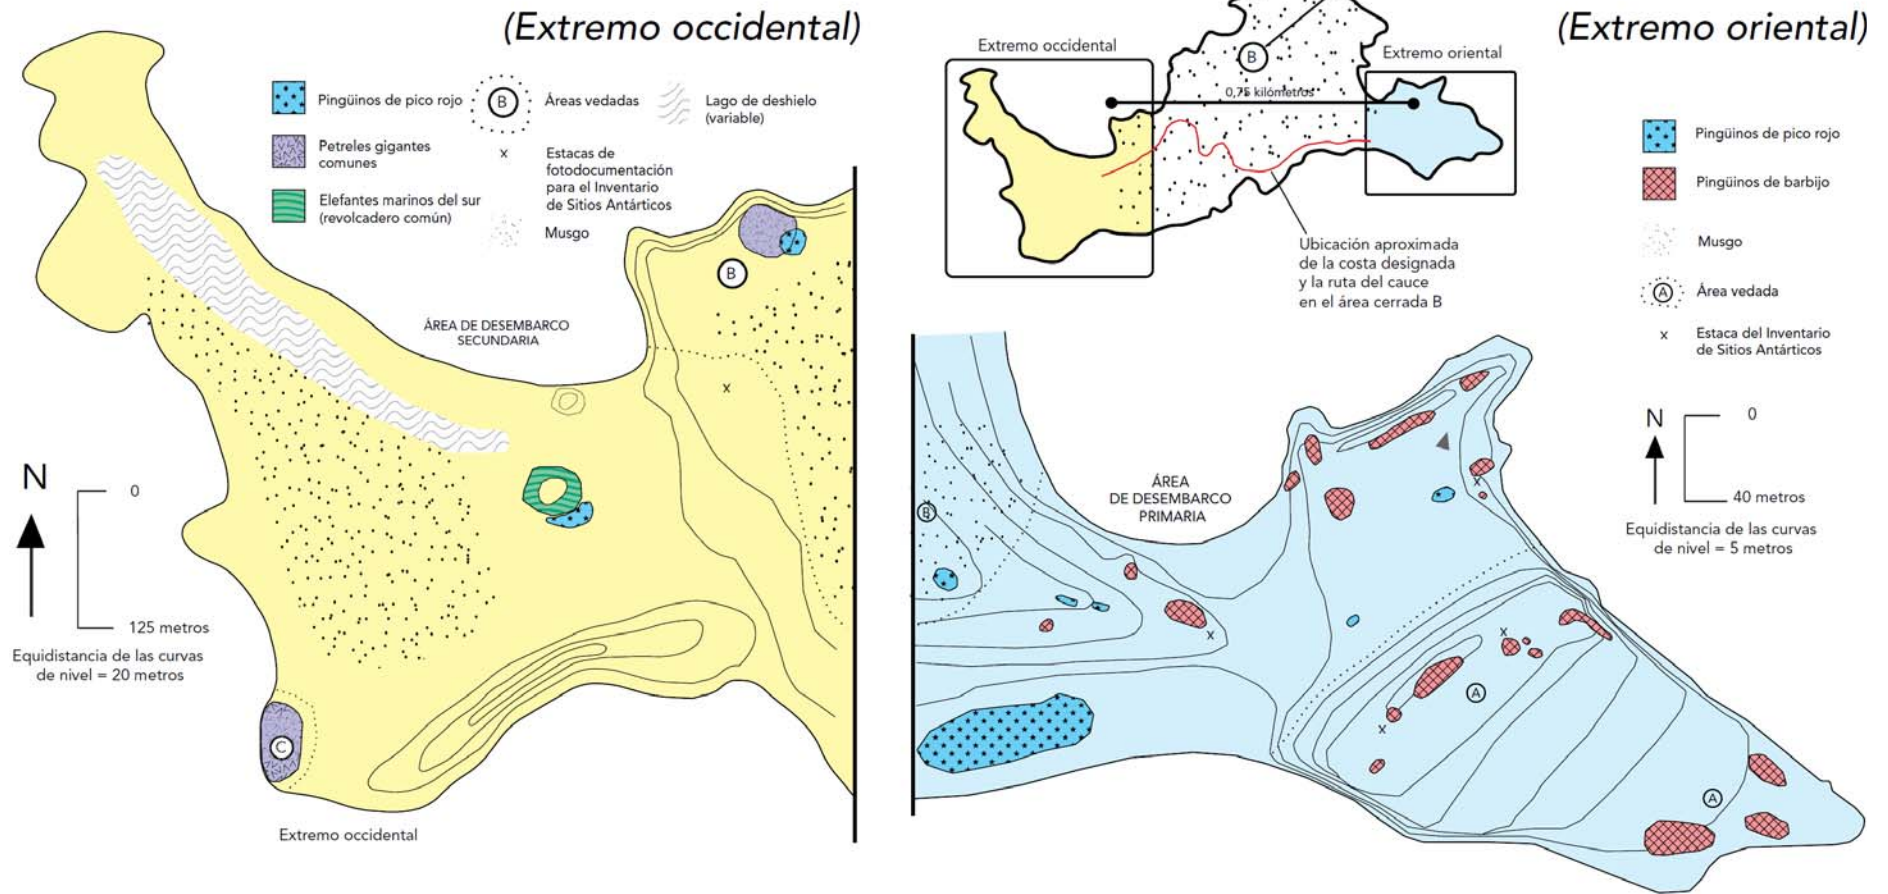 (Extremo occidental)
Pingüinos de pico rojo
Petreles gigantes
comunes
Elefantes marinos del sur
(revolcadero común)
B
Áreas vedadas
x
Estacas de
fotodocumentación
para el Inventario
de Sitios Antárticos
Musgo
Lago de deshielo
(variable)
B
ÁREA DE DESEMBARCO
SECUNDARIA
x
N
0
125 metros
Equidistancia de las curvas
de nivel = 20 metros
C
Extremo occidental
(Extremo oriental)
Extremo occidental
B
Extremo oriental
0,75 kilómetros
Ubicación aproximada
de la costa designada
y la ruta del cauce
en el área cerrada B
Pingüinos de pico rojo
Pingüinos de barbijo
Musgo
A
Área vedada
x
Estaca del Inventario
de Sitios Antárticos
N
0
40 metros
Equidistancia de las curvas
de nivel = 5 metros
ÁREA
DE DESEMBARCO
PRIMARIA
B
x
x
x
A
x
A